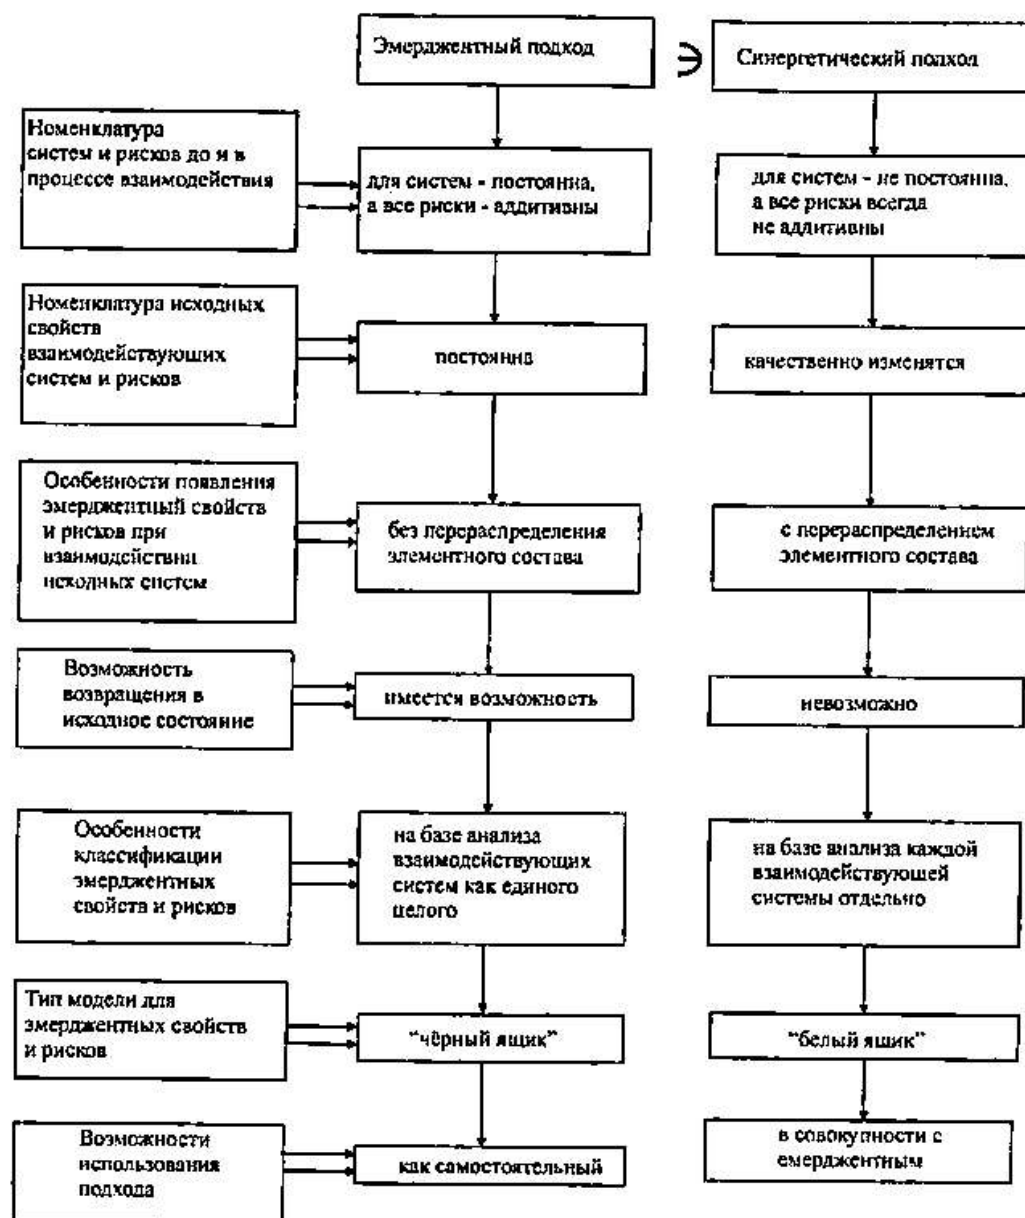 Эмерджентный подход
∋
Синергетический подход
Номенклатура
систем и рисков до и в
процессе взаимодействия
для систем - постоянна,
а все риски - аддитивны
для систем - не постоянна,
а все риски всегда
не аддитивны
Номенклатура исходных
свойств
взаимодействующих
систем и рисков
постоянна
качественно изменятся
Особенности появления
эмерджентный свойств
и рисков при
взаимодействии
исходных систем
без перераспределения
элементного состава
с перераспределением
элементного состава
Возможность
возвращения в
исходное состояние
имеется возможность
невозможно
Особенности
классификации
эмерджентных
свойств и рисков
на базе анализа
взаимодействующих
систем как единого
целого
на базе анализа каждой
взаимодействующей
системы отдельно
Тип модели для
эмерджентных свойств
и рисков
“чёрный ящик”
“белый ящик”
Возможности
использования
подхода
как самостоятельный
в совокупности с
емерджентным